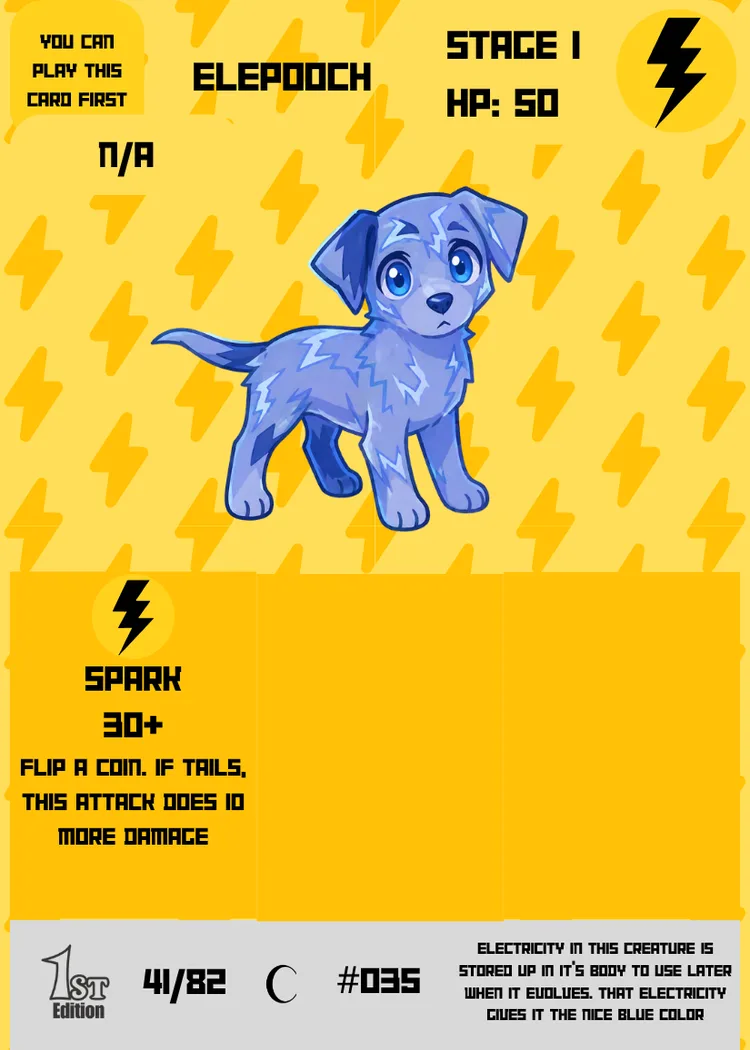 YOU CAN
PLAY THIS
CARD FIRST
N/A
ELEPOOCH
STAGE 1
HP: 50
SPARK
30+
FLIP A COIN. IF TAILS,
THIS ATTACK DOES 10
MORE DAMAGE
1ST
Edition
41/82
C
#035
ELECTRICITY IN THIS CREATURE IS
STORED UP IN IT'S BODY TO USE LATER
WHEN IT EVOLVES. THAT ELECTRICITY
GIVES IT THE NICE BLUE COLOR